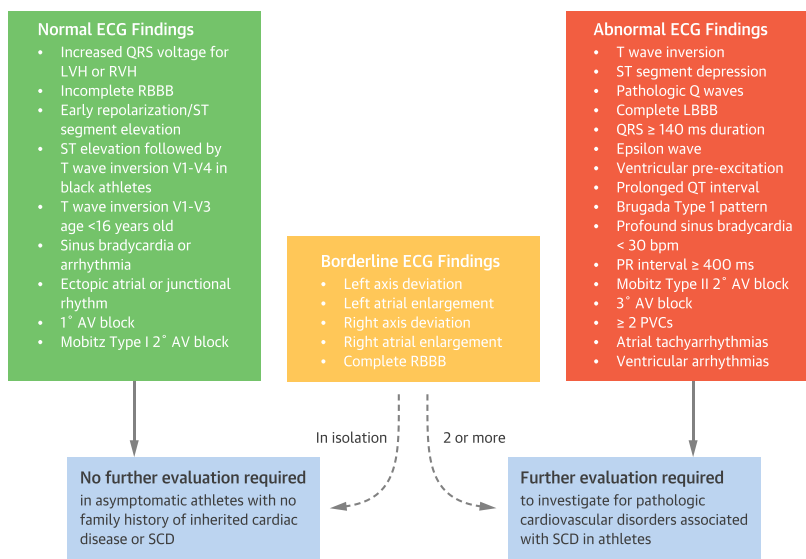 Normal ECG Findings
• Increased QRS voltage for
LVH or RVH
• Incomplete RBBB
• Early repolarization/ST
segment elevation
• ST elevation followed by
T wave inversion V1-V4 in
black athletes
• T wave inversion V1-V3
age <16 years old
• Sinus bradycardia or
arrhythmia
• Ectopic atrial or junctional
rhythm
• 1˚ AV block
• Mobitz Type I 2˚ AV block
Borderline ECG Findings
• Left axis deviation
• Left atrial enlargement
• Right axis deviation
• Right atrial enlargement
• Complete RBBB
Abnormal ECG Findings
• T wave inversion
• ST segment depression
• Pathologic Q waves
• Complete LBBB
• QRS ≥ 140 ms duration
• Epsilon wave
• Ventricular pre-excitation
• Prolonged QT interval
• Brugada Type 1 pattern
• Profound sinus bradycardia
< 30 bpm
• PR interval ≥ 400 ms
• Mobitz Type II 2˚ AV block
• 3˚ AV block
• ≥ 2 PVCs
• Atrial tachyarrhythmias
• Ventricular arrhythmias
In isolation
2 or more
No further evaluation required
in asymptomatic athletes with no
family history of inherited cardiac
disease or SCD
Further evaluation required
to investigate for pathologic
cardiovascular disorders associated
with SCD in athletes